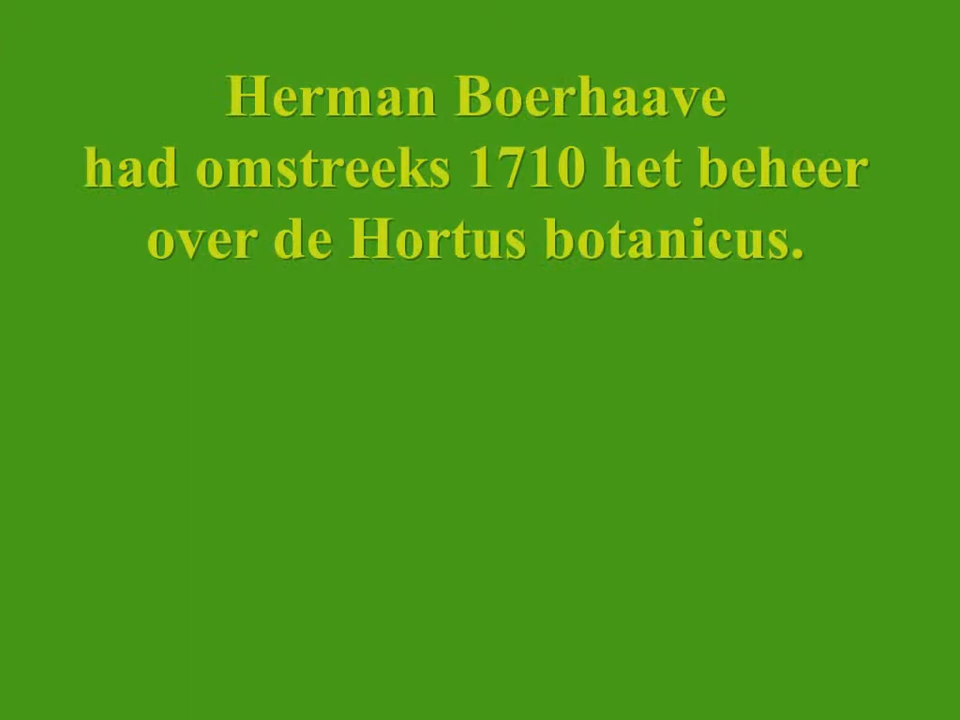 Herman Boerhaave
had omstreeks 1710 het beheer
over de Hortus botanicus.